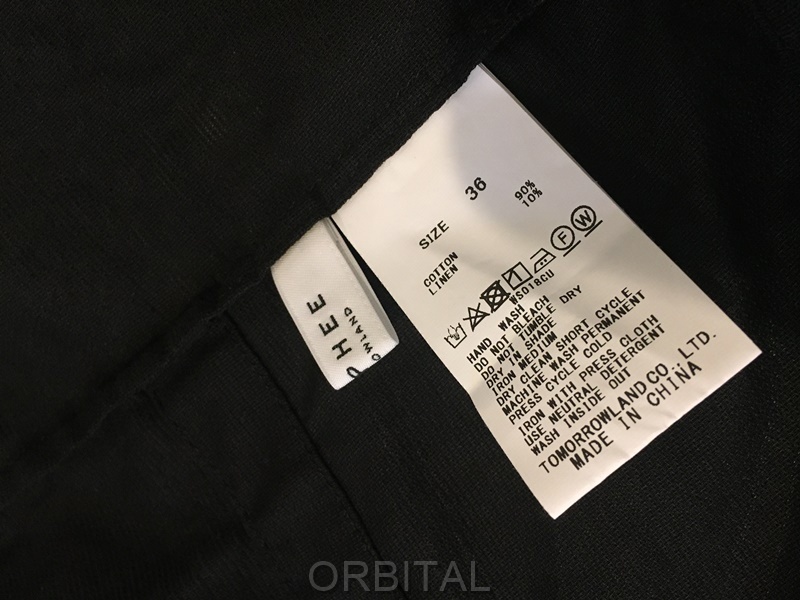 HEE
OWLAND
SIZE 36
COTTON 90%
LINEN 10%
F W
WS018CU
HAND WASH
DO NOT BLEACH
DO NOT TUMBLE DRY
DRY IN SHADE
IRON MEDIUM
DRY CLEAN SHORT CYCLE
MACHINE WASH PERMANENT
PRESS CYCLE COLD
IRON WITH PRESS CLOTH
USE NEUTRAL DETERGENT
WASH INSIDE OUT
TOMORROWLAND CO., LTD.
MADE IN CHINA
ORBITAL